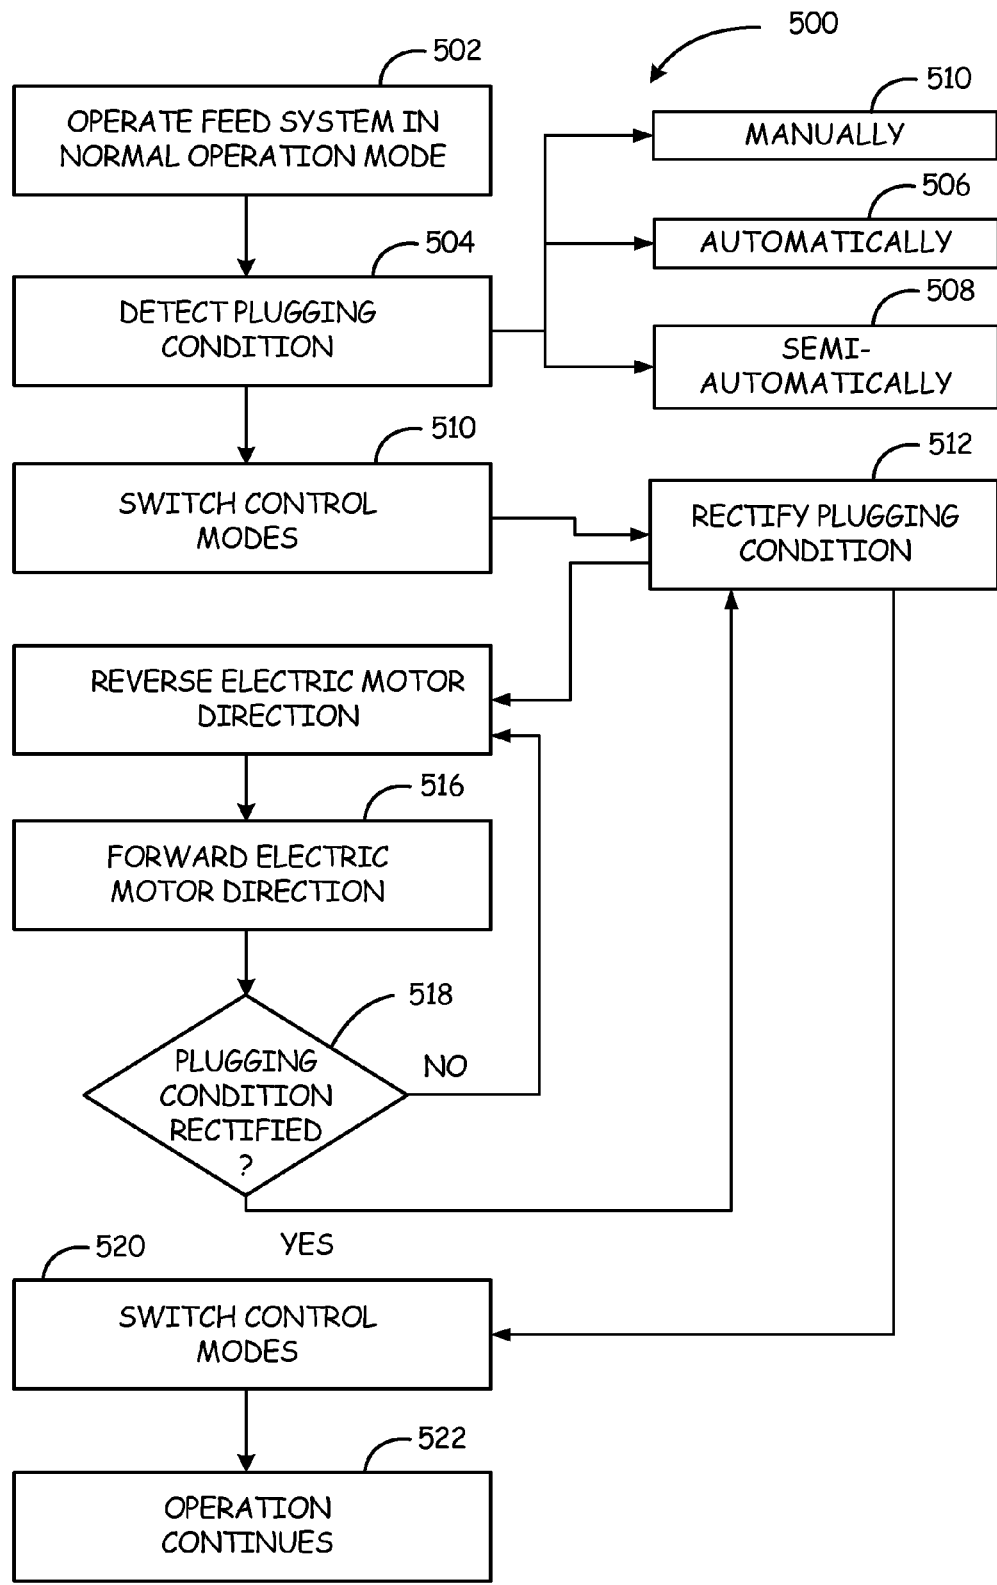 500
502
OPERATE FEED SYSTEM IN
NORMAL OPERATION MODE
510
MANUALLY
506
AUTOMATICALLY
504
DETECT PLUGGING
CONDITION
508
SEMI-
AUTOMATICALLY
510
SWITCH CONTROL
MODES
512
RECTIFY PLUGGING
CONDITION
REVERSE ELECTRIC MOTOR
DIRECTION
516
FORWARD ELECTRIC
MOTOR DIRECTION
518
PLUGGING
CONDITION
RECTIFIED
?
NO
YES
520
SWITCH CONTROL
MODES
522
OPERATION
CONTINUES